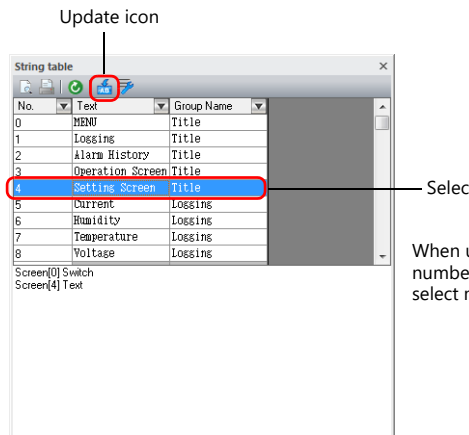 Update icon
String table
No. Text Group Name
0 MENU Title
1 Logging Title
2 Alarm History Title
3 Operation Screen Title
4 Setting Screen Title
5 Current Logging
6 Humidity Logging
7 Temperature Logging
8 Voltage Logging
Screen[0] Switch
Screen[4] Text
Selec
When u
numbe
select